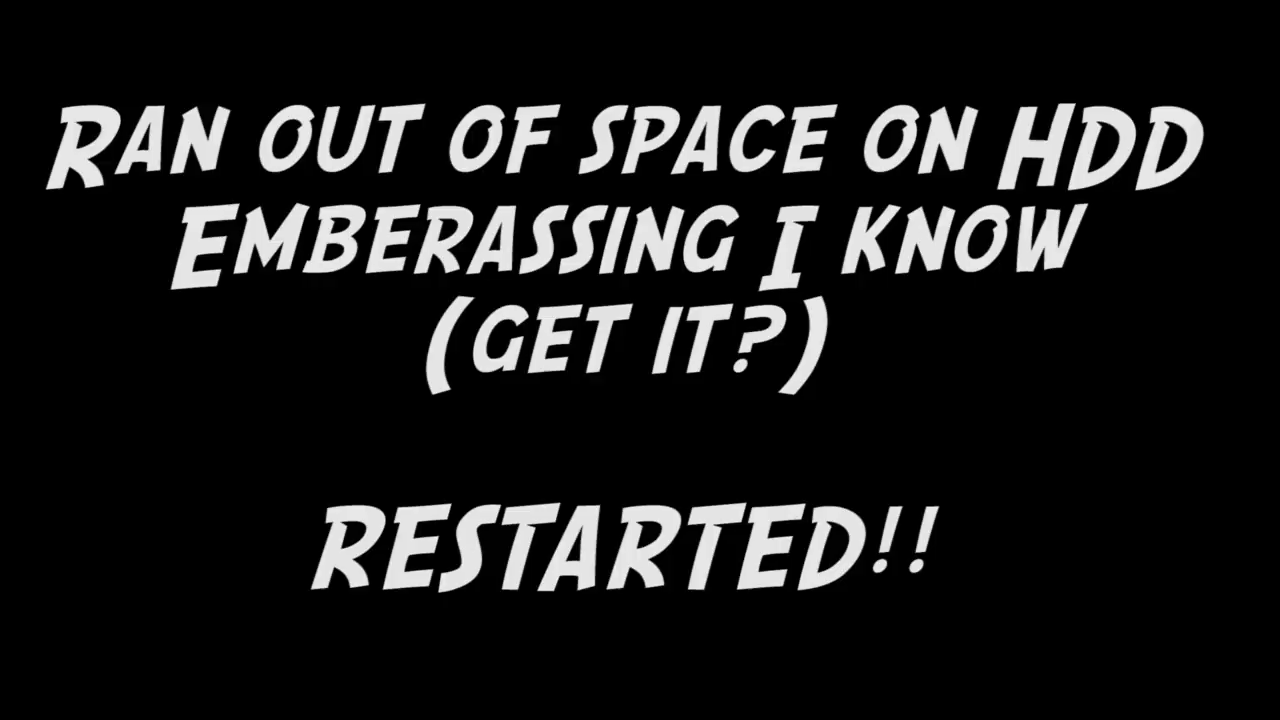 Ran out of space on HDD
Emberassing I know
(get it?)
RESTARTED!!